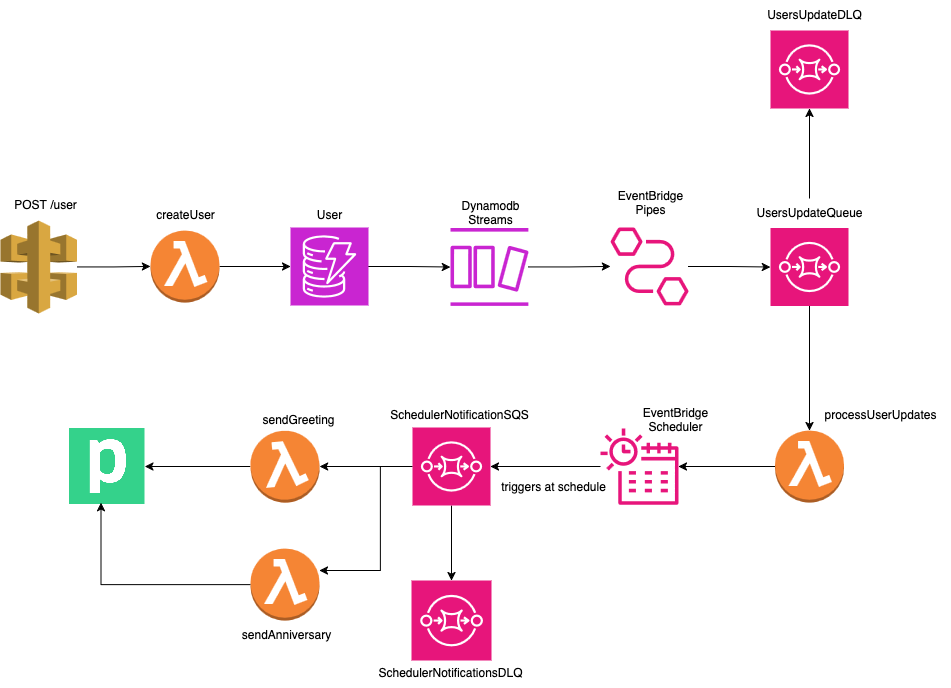 UsersUpdateDLQ
POST /user
createUser
User
Dynamodb
Streams
EventBridge
Pipes
UsersUpdateQueue
sendGreeting
SchedulerNotificationSQS
EventBridge
Scheduler
processUserUpdates
p
triggers at schedule
sendAnniversary
SchedulerNotificationsDLQ